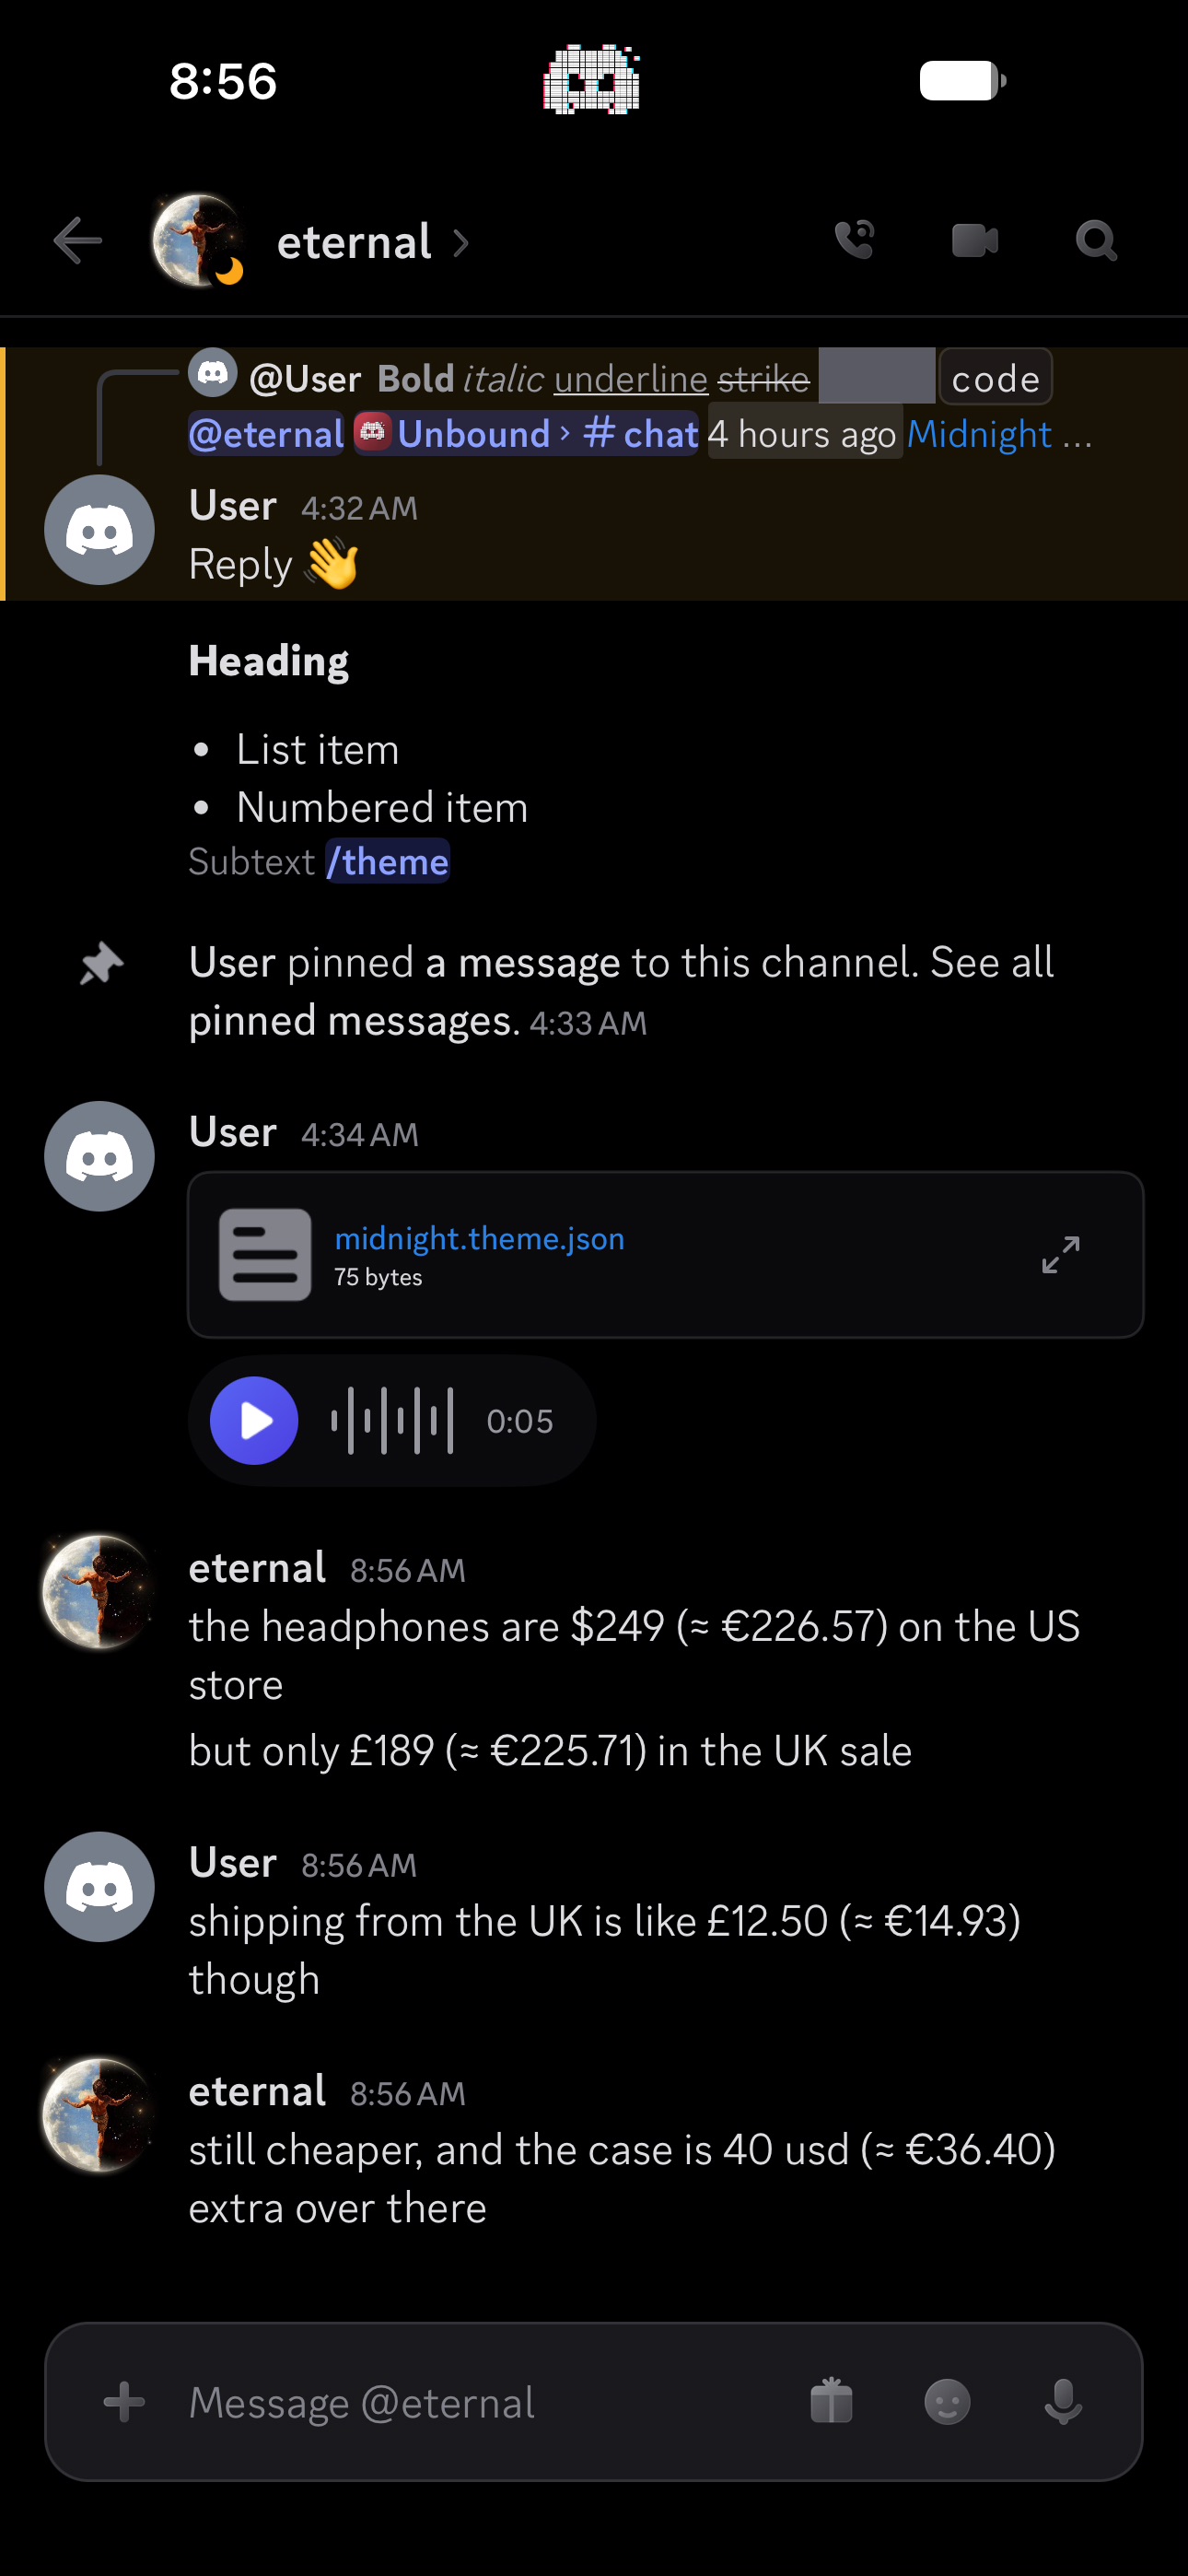 8:56
eternal
@User Bold italic underline strike code
@eternal Unbound › # chat 4 hours ago Midnight ...
User 4:32 AM
Reply 👋
Heading
• List item
• Numbered item
Subtext /theme
User pinned a message to this channel. See all
pinned messages. 4:33 AM
User 4:34 AM
midnight.theme.json
75 bytes
0:05
eternal 8:56 AM
the headphones are $249 (≈ €226.57) on the US
store
but only £189 (≈ €225.71) in the UK sale
User 8:56 AM
shipping from the UK is like £12.50 (≈ €14.93)
though
eternal 8:56 AM
still cheaper, and the case is 40 usd (≈ €36.40)
extra over there
Message @eternal